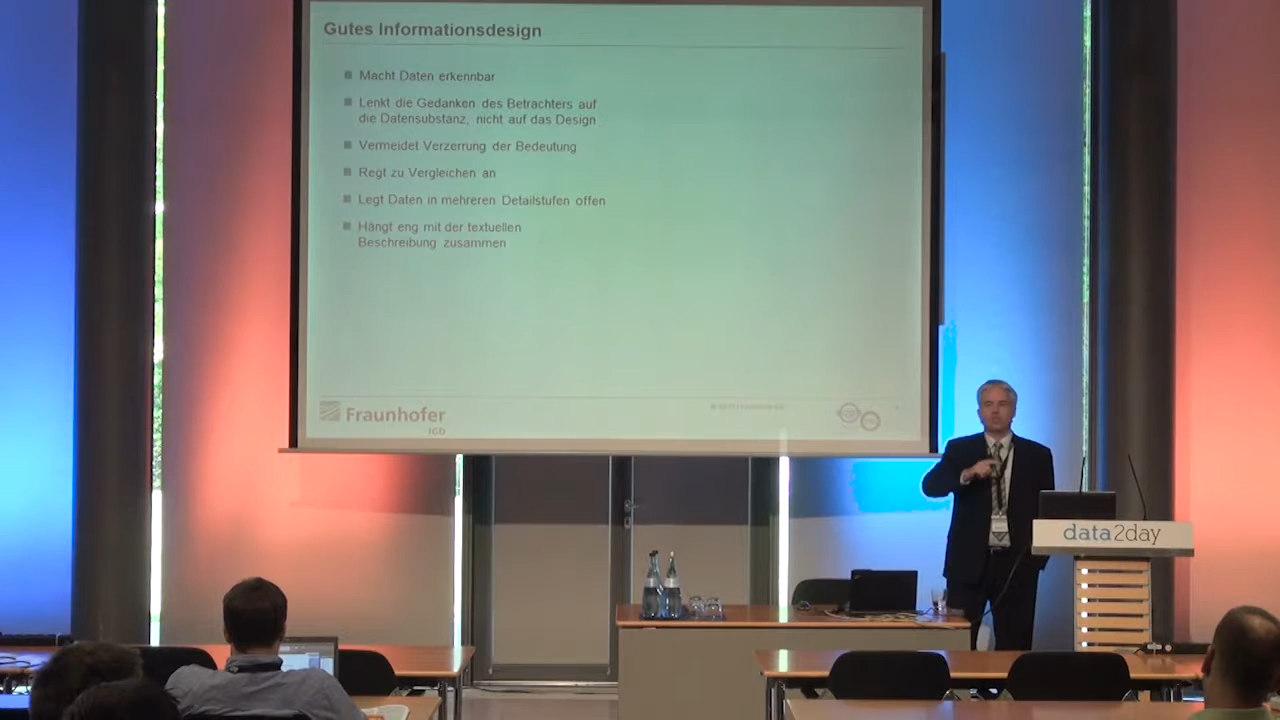 Gutes Informationsdesign
Macht Daten erkennbar
Lenkt die Gedanken des Betrachters auf
die Datensubstanz, nicht auf das Design
Vermeidet Verzerrung der Bedeutung
Regt zu Vergleichen an
Legt Daten in mehreren Detailstufen offen
Hängt eng mit der textuellen
Beschreibung zusammen
Fraunhofer
IGD
data2day